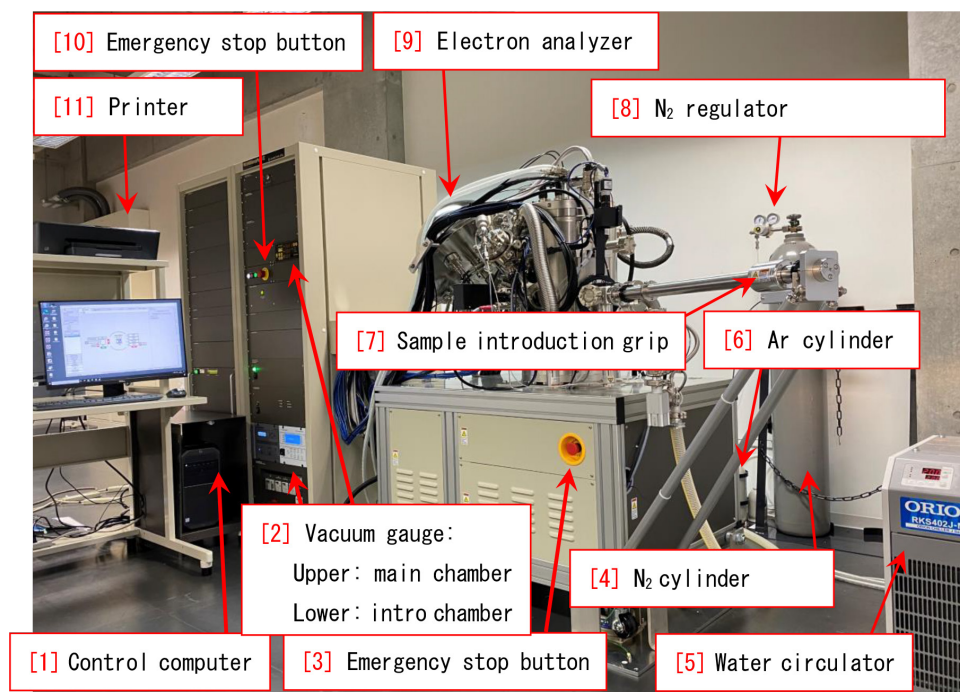 [10] Emergency stop button
[9] Electron analyzer
[11] Printer
[8] N₂ regulator
[7] Sample introduction grip
[6] Ar cylinder
[2] Vacuum gauge:
Upper: main chamber
Lower: intro chamber
[4] N₂ cylinder
[1] Control computer
[3] Emergency stop button
[5] Water circulator
ORIO
RKS402J-